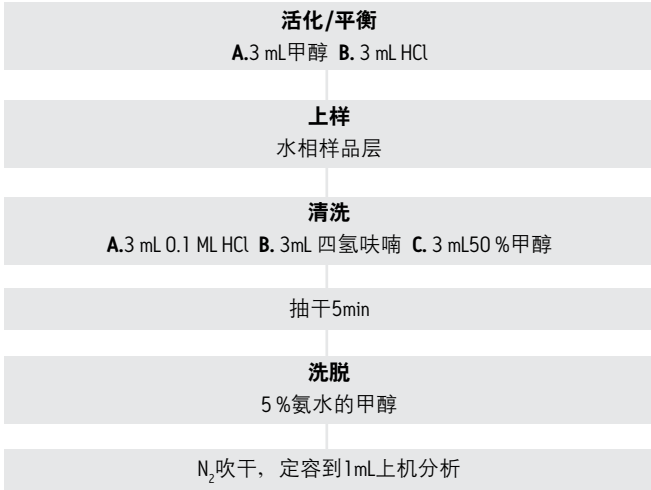 活化/平衡
A.3 mL甲醇 B. 3 mL HCl
上样
水相样品层
清洗
A.3 mL 0.1 ML HCl B. 3mL 四氢呋喃 C. 3 mL50 %甲醇
抽干5min
洗脱
5 %氨水的甲醇
N₂吹干，定容到1mL上机分析